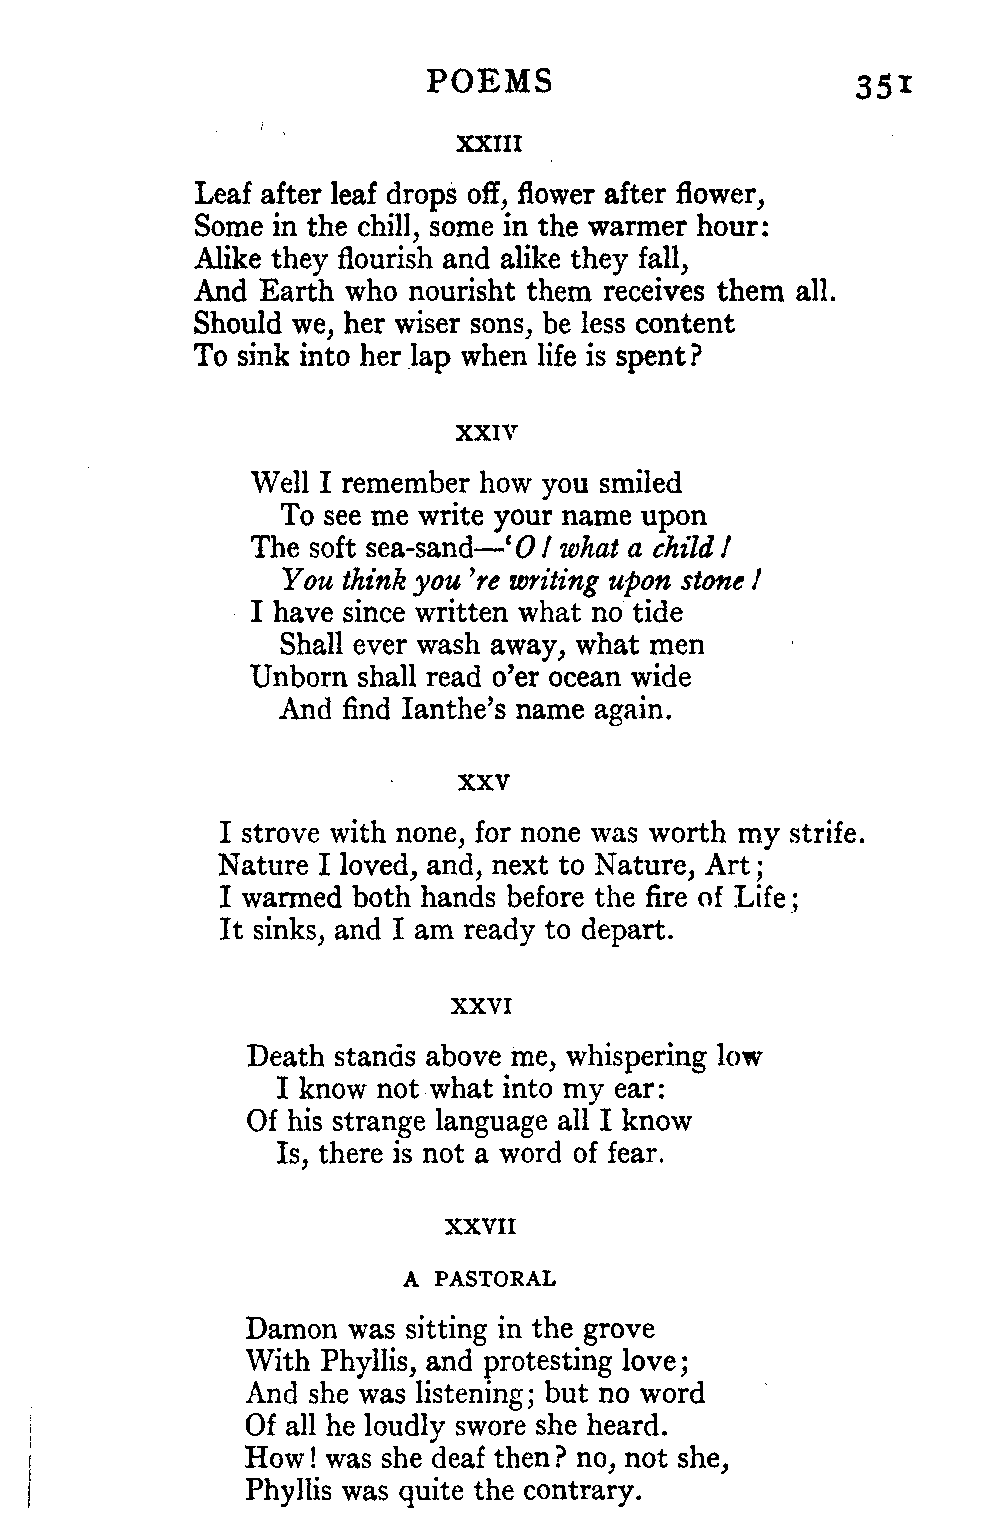 POEMS 351
XXIII
Leaf after leaf drops off, flower after flower,
Some in the chill, some in the warmer hour:
Alike they flourish and alike they fall,
And Earth who nourisht them receives them all.
Should we, her wiser sons, be less content
To sink into her lap when life is spent?
XXIV
Well I remember how you smiled
To see me write your name upon
The soft sea-sand—‘O! what a child!
You think you ’re writing upon stone!
I have since written what no tide
Shall ever wash away, what men
Unborn shall read o’er ocean wide
And find Ianthe’s name again.
XXV
I strove with none, for none was worth my strife.
Nature I loved, and, next to Nature, Art;
I warmed both hands before the fire of Life;
It sinks, and I am ready to depart.
XXVI
Death stands above me, whispering low
I know not what into my ear:
Of his strange language all I know
Is, there is not a word of fear.
XXVII
A PASTORAL
Damon was sitting in the grove
With Phyllis, and protesting love;
And she was listening; but no word
Of all he loudly swore she heard.
How! was she deaf then? no, not she,
Phyllis was quite the contrary.